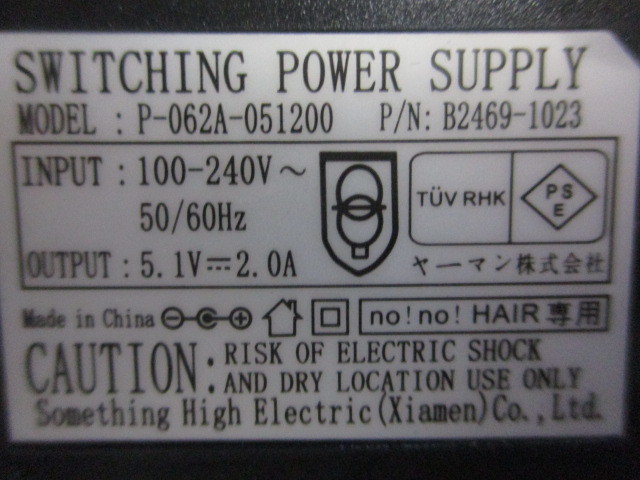 SWITCHING POWER SUPPLY
MODEL : P-062A-051200 P/N: B2469-1023
INPUT : 100-240V～
50/60Hz
OUTPUT : 5.1V⎓2.0A
TÜV RHK
PS
E
ヤーマン株式会社
Made in China
no!no! HAIR 専用
CAUTION: RISK OF ELECTRIC SHOCK
AND DRY LOCATION USE ONLY
Something High Electric(Xiamen)Co.,Ltd.